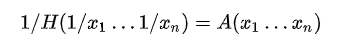 1/H(1/x₁ … 1/xₙ) = A(x₁ … xₙ)